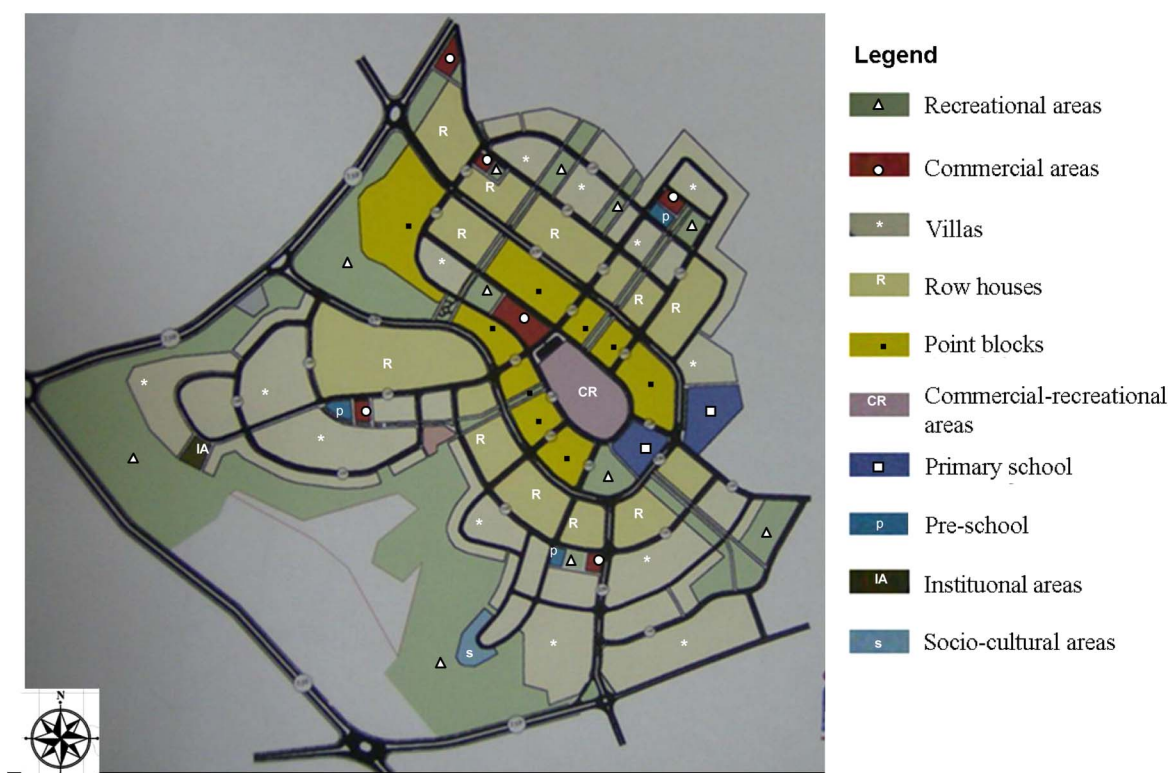 Legend
Recreational areas
Commercial areas
* Villas
R Row houses
Point blocks
CR Commercial-recreational
areas
Primary school
p Pre-school
IA Instituonal areas
s Socio-cultural areas
R
*
R
*
*
P
R
R
*
*
R
R
*
R
CR
*
*
p
*
IA
R
R
R
R
*
p
*
s
*
*
N